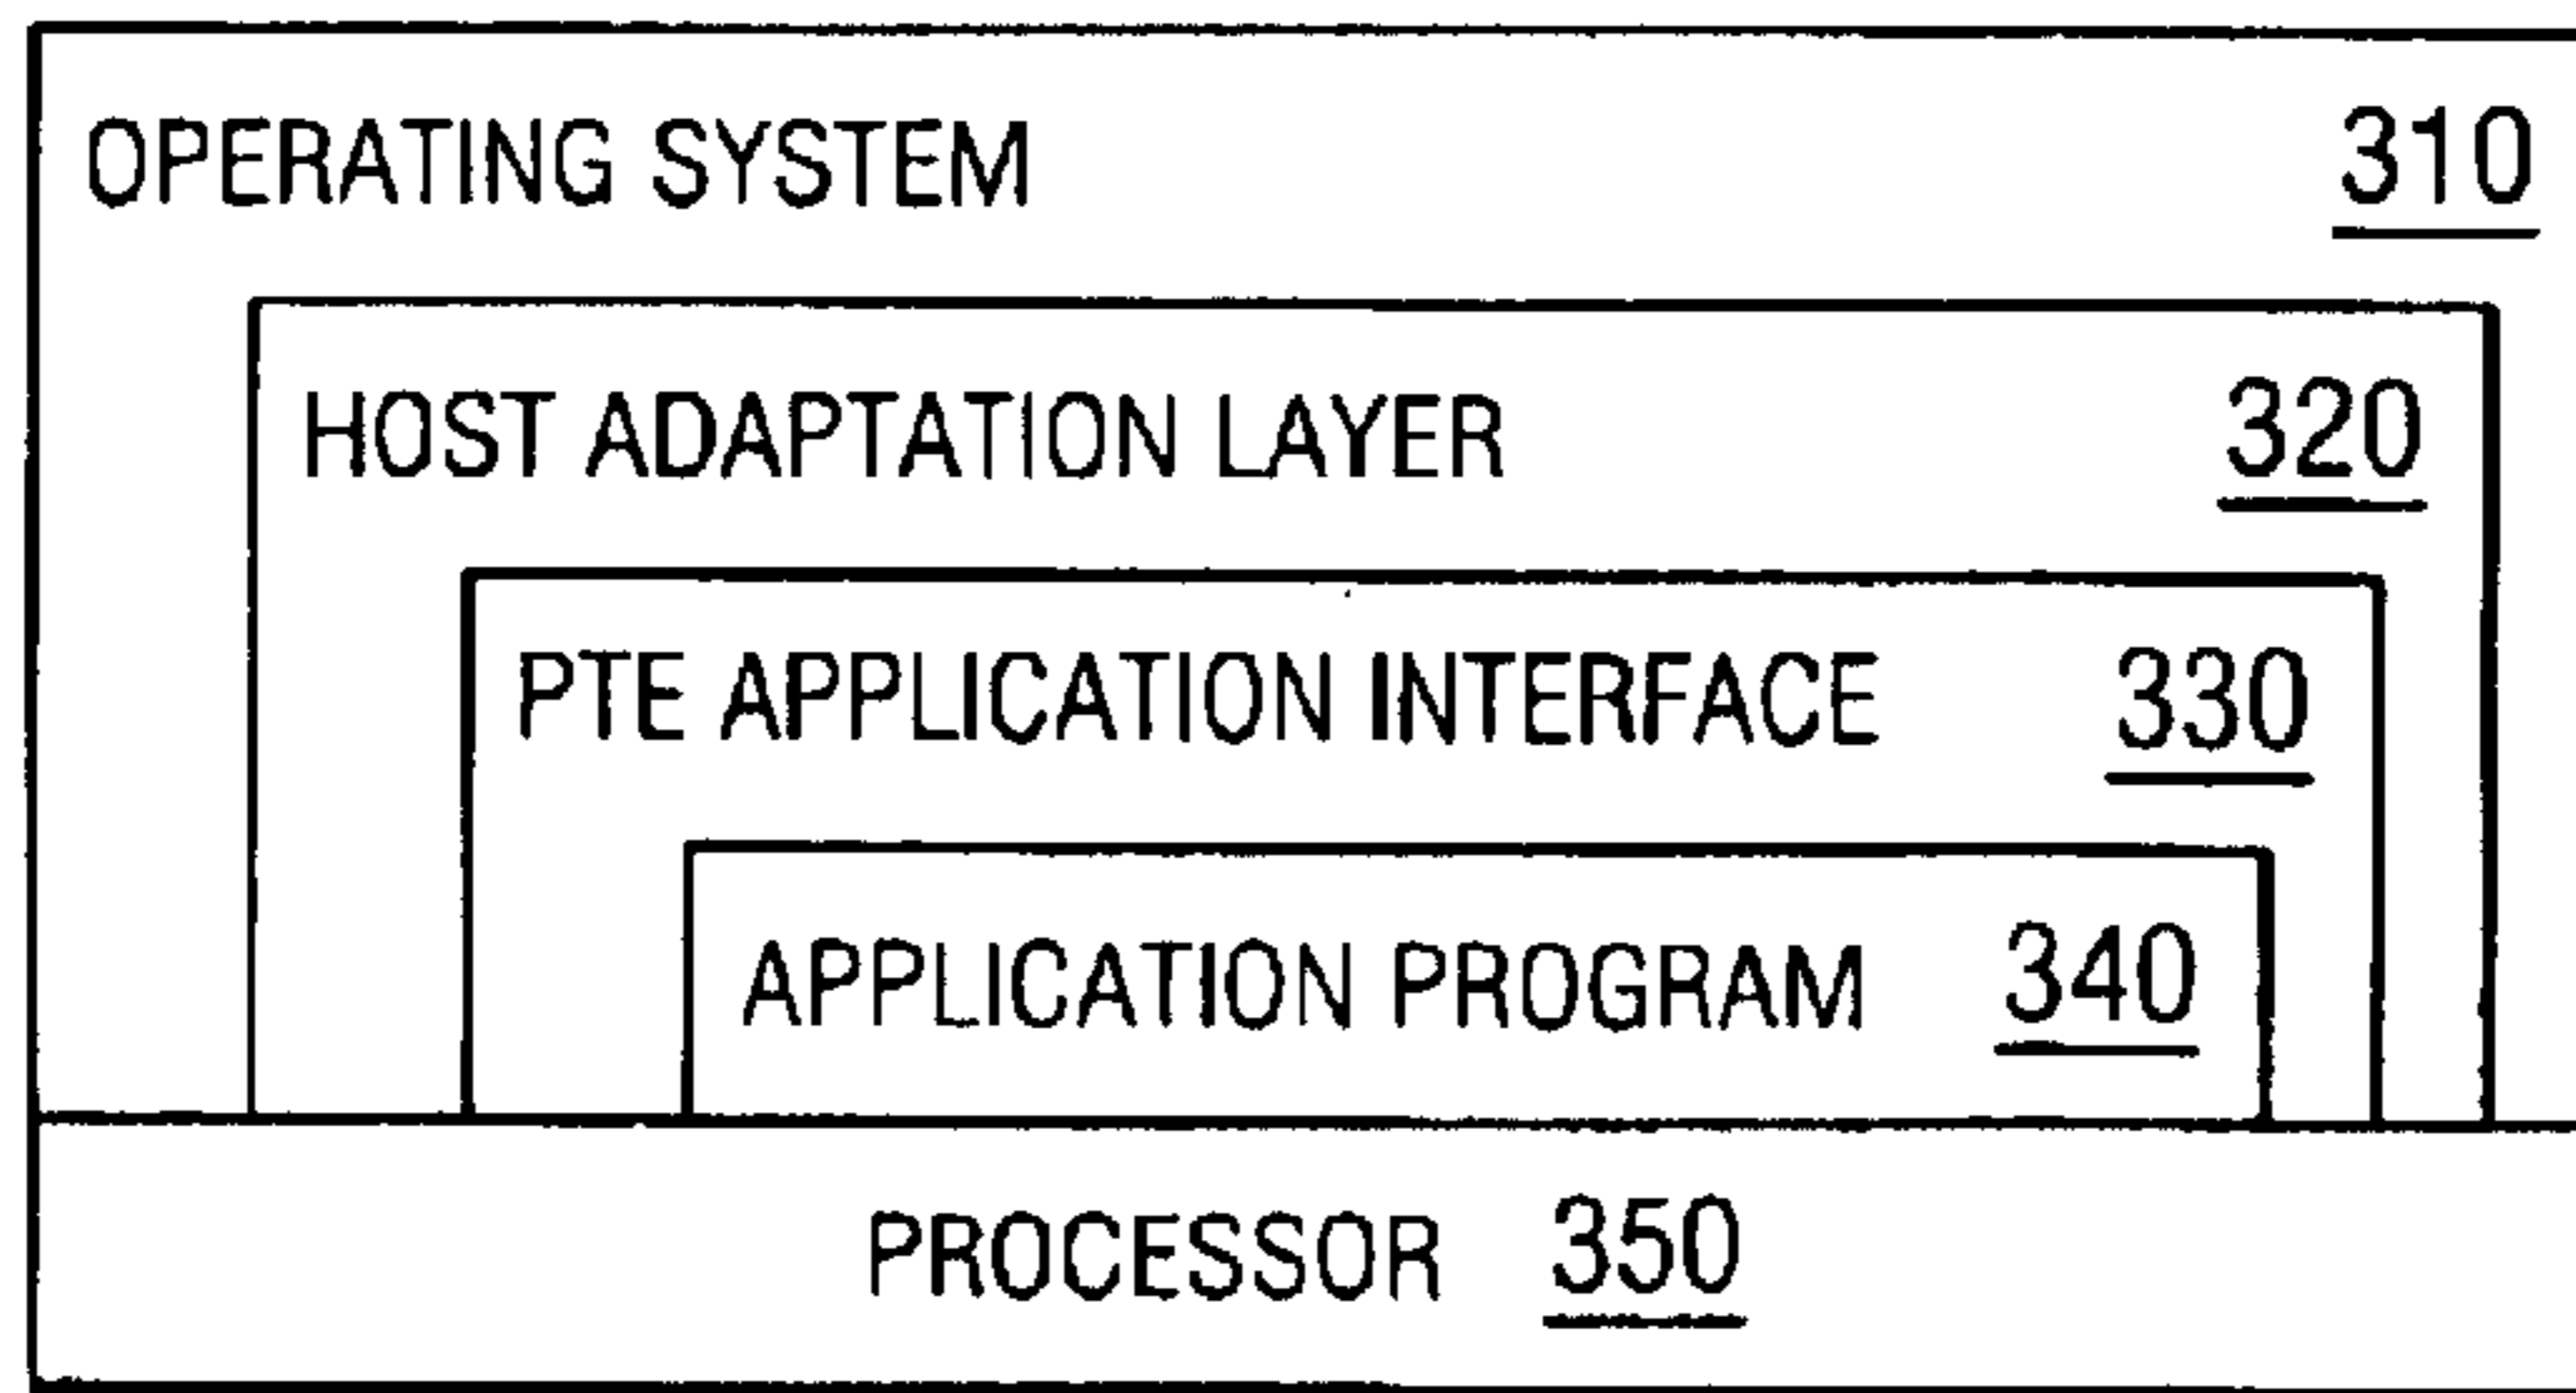 OPERATING SYSTEM 310
HOST ADAPTATION LAYER 320
PTE APPLICATION INTERFACE 330
APPLICATION PROGRAM 340
PROCESSOR 350